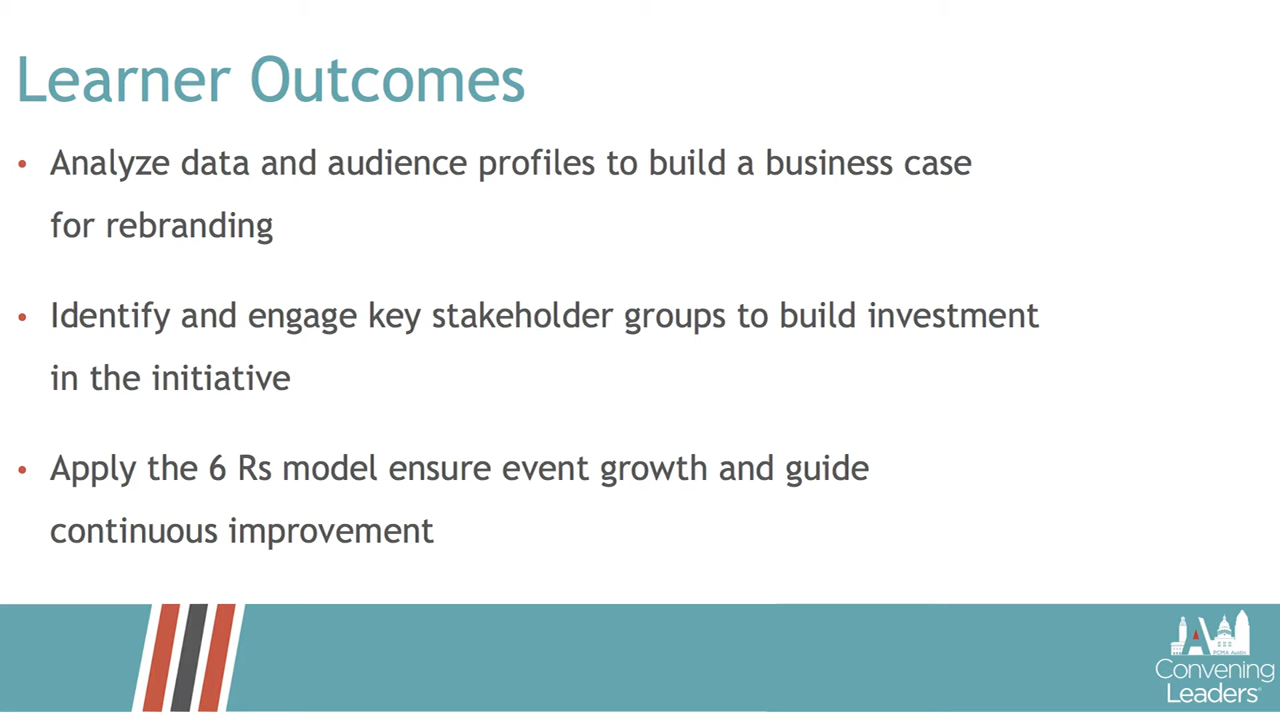 Learner Outcomes
• Analyze data and audience profiles to build a business case
for rebranding
• Identify and engage key stakeholder groups to build investment
in the initiative
• Apply the 6 Rs model ensure event growth and guide
continuous improvement
PCMA Austin
Convening
Leaders®